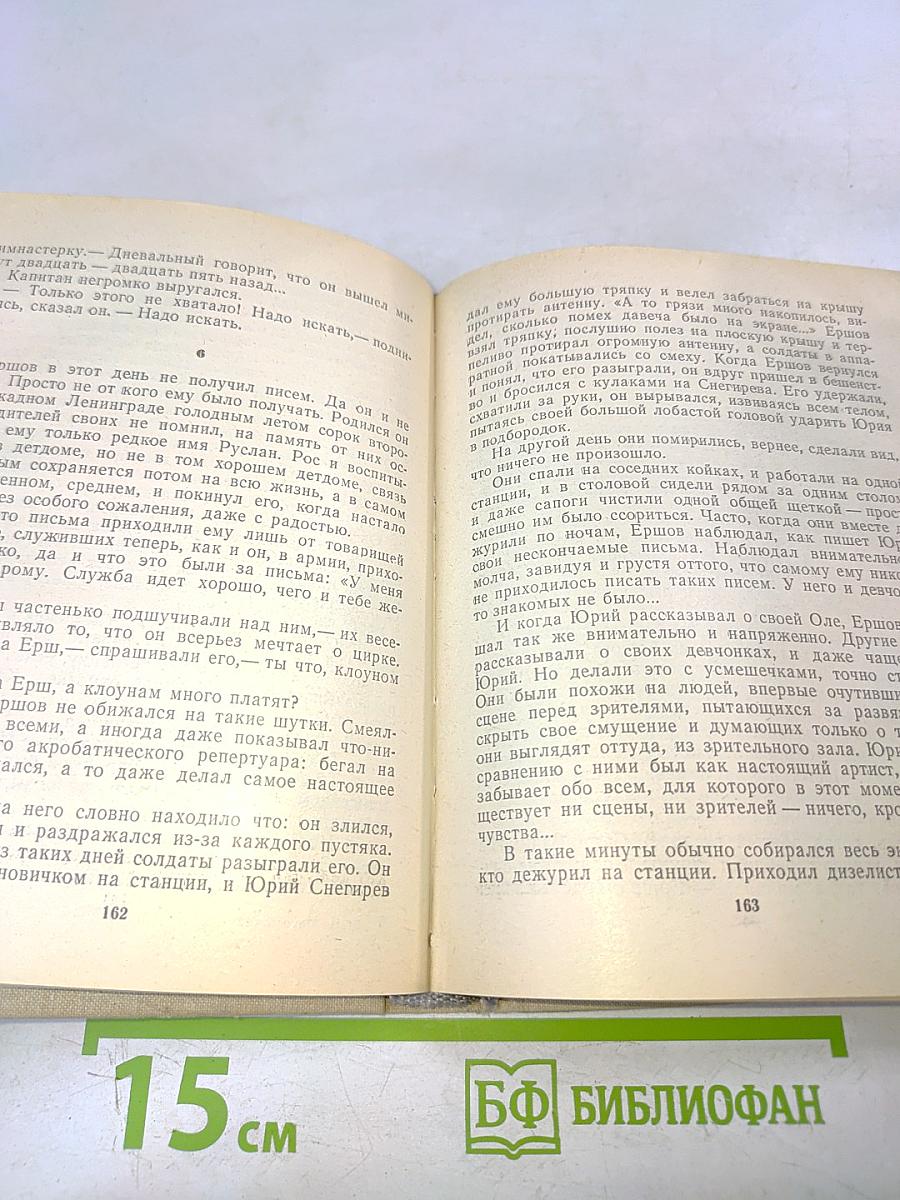 имнастерку.— Дневальный говорит, что он вышел ми-
ут двадцать — двадцать пять назад...
Капитан негромко выругался.
— Только этого не хватало! Надо искать,— подни-
ясь, сказал он. — Надо искать.
6
ршов в этот день не получил писем. Да он и не
Просто не от кого ему было получать. Родился он
кадном Ленинграде голодным летом сорок второ-
дителей своих не помнил, на память от них ос-
ему только редкое имя Руслан. Рос и воспиты-
в детдоме, но не в том хорошем детдоме, связь
ым сохраняется потом на всю жизнь, а в самом
енном, среднем, и покинул его, когда настало
ез особого сожаления, даже с радостью.
то письма приходили ему лишь от товарищей
, служивших теперь, как и он, в армии, прихо-
ко, да и что это были за письма: «У меня
рому. Служба идет хорошо, чего и тебе же-
ы частенько подшучивали над ним,— их весе-
вляло то, что он всерьез мечтает о цирке.
а Ерш,— спрашивали его,— ты что, клоуном
а Ерш, а клоунам много платят?
ршов не обижался на такие шутки. Смеял-
всеми, а иногда даже показывал что-ни-
го акробатического репертуара: бегал на
ался, а то даже делал самое настоящее
на него словно находило что: он злился,
и раздражался из-за каждого пустяка.
з таких дней солдаты разыграли его. Он
новичком на станции, и Юрий Снегирев
162
дал ему большую тряпку и велел забраться на крышу
протирать антенну. «А то грязи много накопилось, ви-
дел, сколько помех давеча было на экране...» Ершов
взял тряпку; послушно полез на плоскую крышу и тер-
пеливо протирал огромную антенну, а солдаты в аппа-
ратной покатывались со смеху. Когда Ершов вернулся
и понял, что его разыграли, он вдруг пришел в бешенст-
во и бросился с кулаками на Снегирева. Его удержали,
схватили за руки, он вырывался, извиваясь всем телом,
пытаясь своей большой лобастой головой ударить Юрия
в подбородок.
На другой день они помирились, вернее, сделали вид,
что ничего не произошло.
Они спали на соседних койках, и работали на одной
станции, и в столовой сидели рядом за одним столом
и даже сапоги чистили одной общей щеткой — прост
смешно им было ссориться. Часто, когда они вместе д
журили по ночам, Ершов наблюдал, как пишет Юр
свои нескончаемые письма. Наблюдал внимательно
молча, завидуя и грустя оттого, что самому ему нико
не приходилось писать таких писем. У него и девчо
то знакомых не было...
И когда Юрий рассказывал о своей Оле, Ершов
шал так же внимательно и напряженно. Другие
рассказывали о своих девчонках, и даже чаще
Юрий. Но делали это с усмешечками, точно ст
Они были похожи на людей, впервые очутивши
сцене перед зрителями, пытающихся за развя
скрыть свое смущение и думающих только о т
они выглядят оттуда, из зрительного зала. Юри
сравнению с ними был как настоящий артист,
забывает обо всем, для которого в этот моме
ществует ни сцены, ни зрителей — ничего, кро
чувства...
В такие минуты обычно собирался весь эк
кто дежурил на станции. Приходил дизелист
163
15 см
БФ БИБЛИОФАН